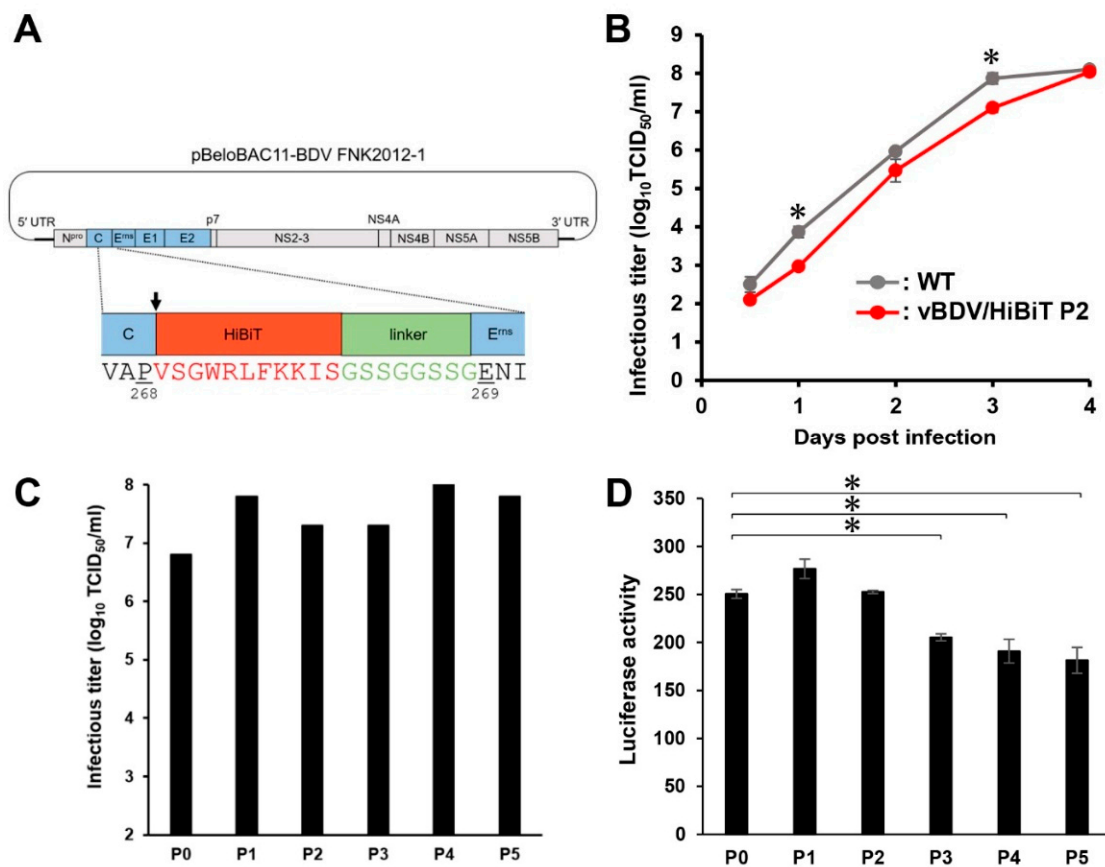 A
pBeloBAC11-BDV FNK2012-1
5′ UTR
p7
NS4A
3′ UTR
Nᵖʳᵒ
C
Eʳⁿˢ
E1
E2
NS2-3
NS4B
NS5A
NS5B
C
HiBiT
linker
Eʳⁿˢ
VAPVSGWRLFKKISGSSGGSSGENI
268
269
B
Infectious titer (log₁₀TCID₅₀/ml)
9
8
7
6
5
4
3
2
1
0
*
*
: WT
: vBDV/HiBiT P2
0
1
2
3
4
Days post infection
C
Infectious titer (log₁₀ TCID₅₀/ml)
8
7
6
5
4
7
2
P0
P1
P2
P3
P4
P5
D
Luciferase activity
350
300
250
200
150
100
50
0
*
*
*
P0
P1
P2
P3
P4
P5